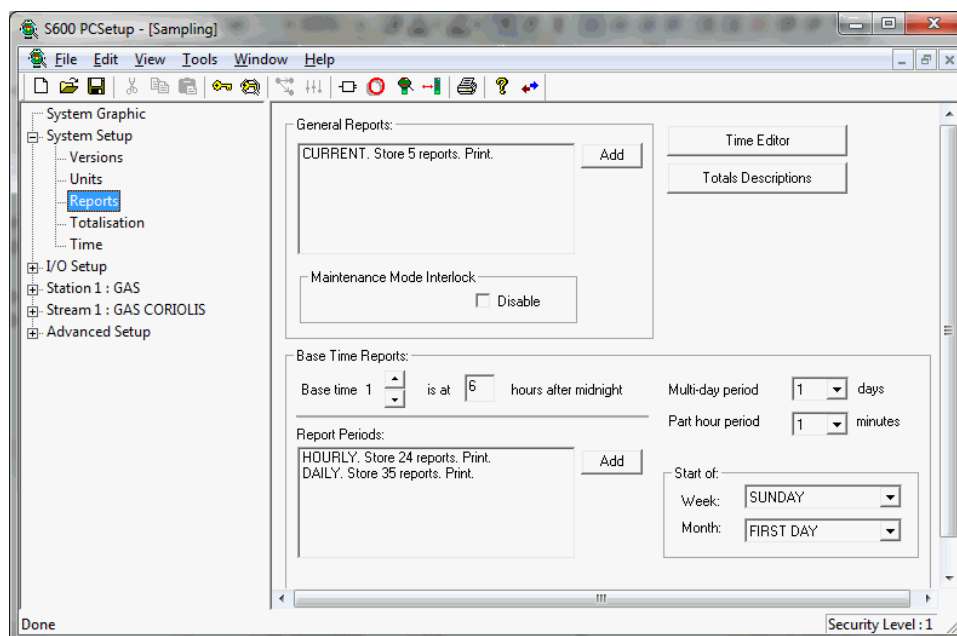 S600 PCSetup - [Sampling]
File Edit View Tools Window Help
System Graphic
System Setup
Versions
Units
Reports
Totalisation
Time
I/O Setup
Station 1 : GAS
Stream 1 : GAS CORIOLIS
Advanced Setup
General Reports:
CURRENT. Store 5 reports. Print.
Add
Time Editor
Totals Descriptions
Maintenance Mode Interlock
Disable
Base Time Reports:
Base time 1 is at 6 hours after midnight
Multi-day period 1 days
Part hour period 1 minutes
Report Periods:
HOURLY. Store 24 reports. Print.
DAILY. Store 35 reports. Print.
Add
Start of:
Week: SUNDAY
Month: FIRST DAY
Done
Security Level : 1